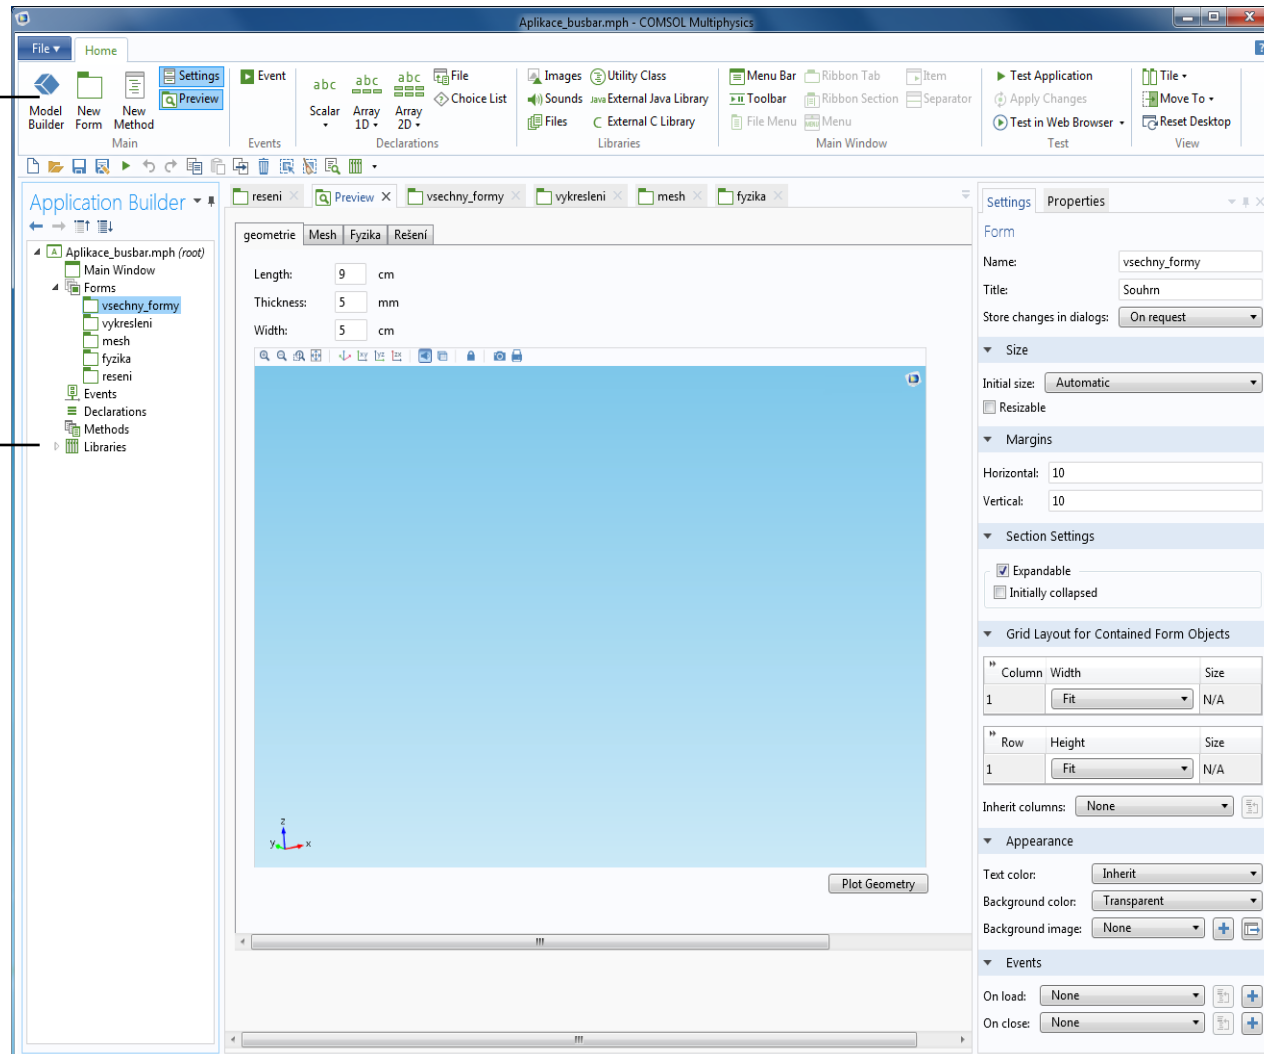 Aplikace_busbar.mph - COMSOL Multiphysics
File Home
Model Builder
New Form
New Method
Settings
Preview
Main
Event
Events
abc abc abc
Scalar
Array 1D
Array 2D
File
Choice List
Declarations
Images Utility Class
Sounds Java External Java Library
Files C External C Library
Libraries
Menu Bar Ribbon Tab Item
Toolbar Ribbon Section Separator
File Menu Menu
Main Window
Test Application
Apply Changes
Test in Web Browser
Test
Tile
Move To
Reset Desktop
View
Application Builder
Aplikace_busbar.mph (root)
Main Window
Forms
vsechny_formy
vykresleni
mesh
fyzika
reseni
Events
Declarations
Methods
Libraries
reseni Preview vsechny_formy vykresleni mesh fyzika
geometrie Mesh Fyzika Rešení
Length: 9 cm
Thickness: 5 mm
Width: 5 cm
xy yz zx
z
y x
Plot Geometry
Settings Properties
Form
Name: vsechny_formy
Title: Souhrn
Store changes in dialogs: On request
Size
Initial size: Automatic
Resizable
Margins
Horizontal: 10
Vertical: 10
Section Settings
Expandable
Initially collapsed
Grid Layout for Contained Form Objects
Column Width Size
1 Fit N/A
Row Height Size
1 Fit N/A
Inherit columns: None
Appearance
Text color: Inherit
Background color: Transparent
Background image: None
Events
On load: None
On close: None